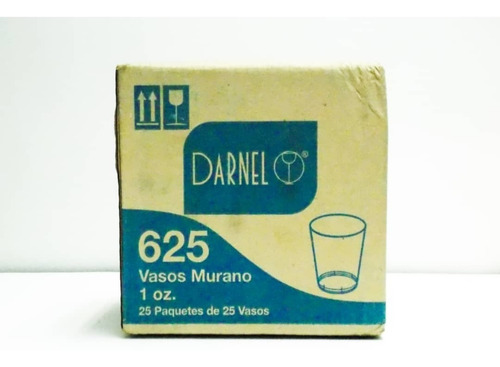 DARNEL®
625
Vasos Murano
1 oz.
25 Paquetes de 25 Vasos